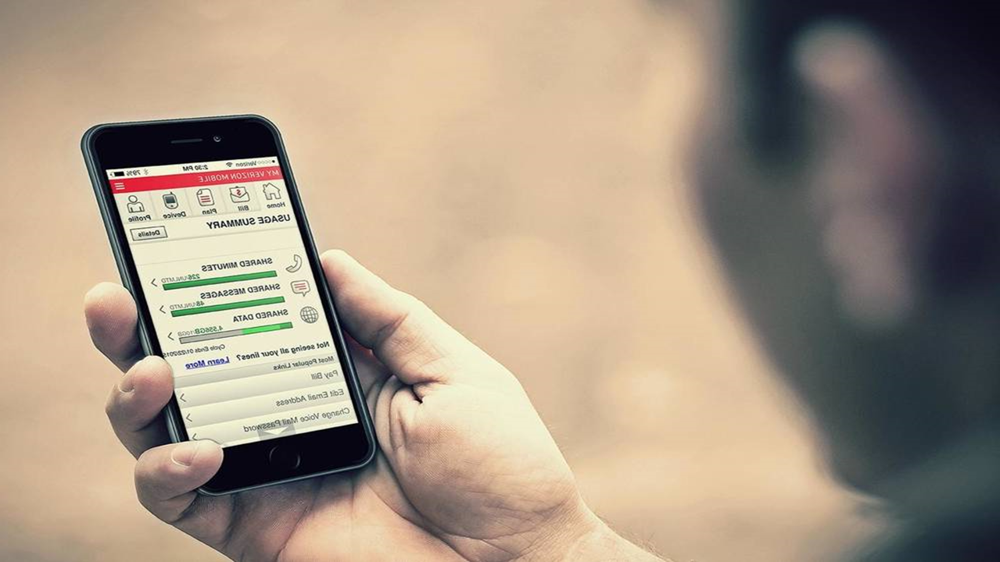 Verizon 2:30 PM 79%
MY VERIZON MOBILE
Home Bill Plan Device Profile
USAGE SUMMARY Details
SHARED MINUTES
226/UNLMTD
SHARED MESSAGES
48/UNLMTD
SHARED DATA
4.556GB/10GB
Cycle Ends 01/22/2015
Not seeing all your lines? Learn More
Most Popular Links
Pay Bill
Edit Email Address
Change Voice Mail Password